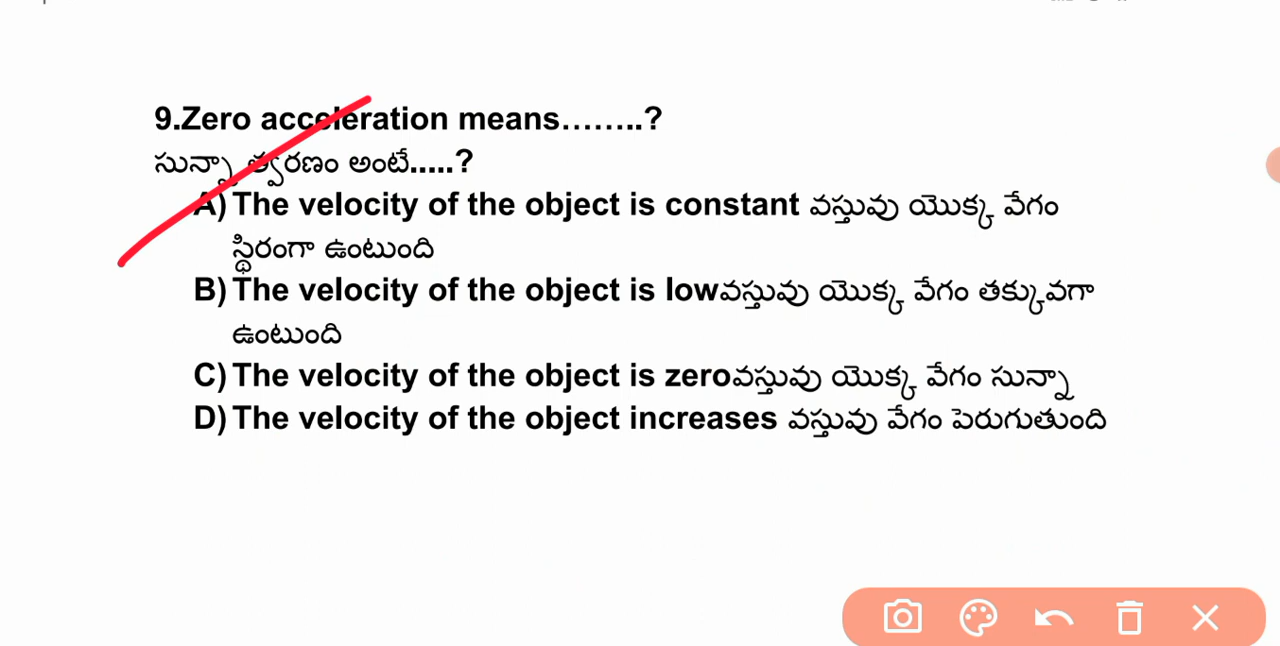 9.Zero acceleration means……..?
సున్నా త్వరణం అంటే.....?
A) The velocity of the object is constant వస్తువు యొక్క వేగం
స్థిరంగా ఉంటుంది
B) The velocity of the object is lowవస్తువు యొక్క వేగం తక్కువగా
ఉంటుంది
C) The velocity of the object is zeroవస్తువు యొక్క వేగం సున్నా
D) The velocity of the object increases వస్తువు వేగం పెరుగుతుంది